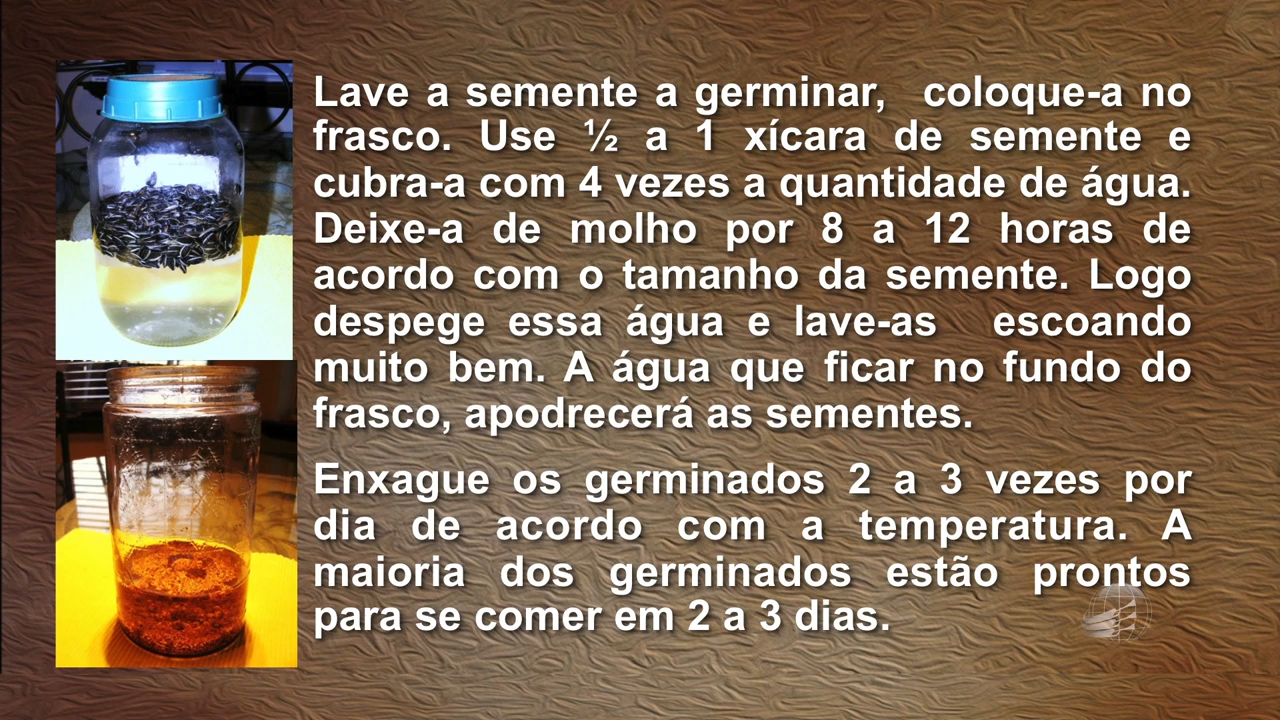 Lave a semente a germinar, coloque-a no
frasco. Use ½ a 1 xícara de semente e
cubra-a com 4 vezes a quantidade de água.
Deixe-a de molho por 8 a 12 horas de
acordo com o tamanho da semente. Logo
despege essa água e lave-as escoando
muito bem. A água que ficar no fundo do
frasco, apodrecerá as sementes.
Enxague os germinados 2 a 3 vezes por
dia de acordo com a temperatura. A
maioria dos germinados estão prontos
para se comer em 2 a 3 dias.